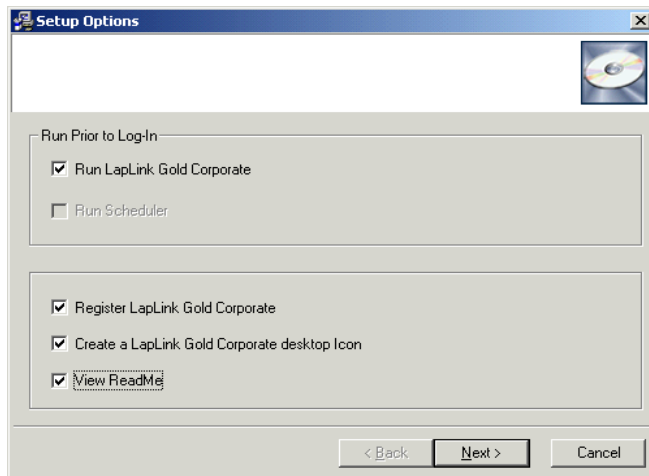 Setup Options
Run Prior to Log-In
Run LapLink Gold Corporate
Run Scheduler
Register LapLink Gold Corporate
Create a LapLink Gold Corporate desktop Icon
View ReadMe
< Back
Next >
Cancel